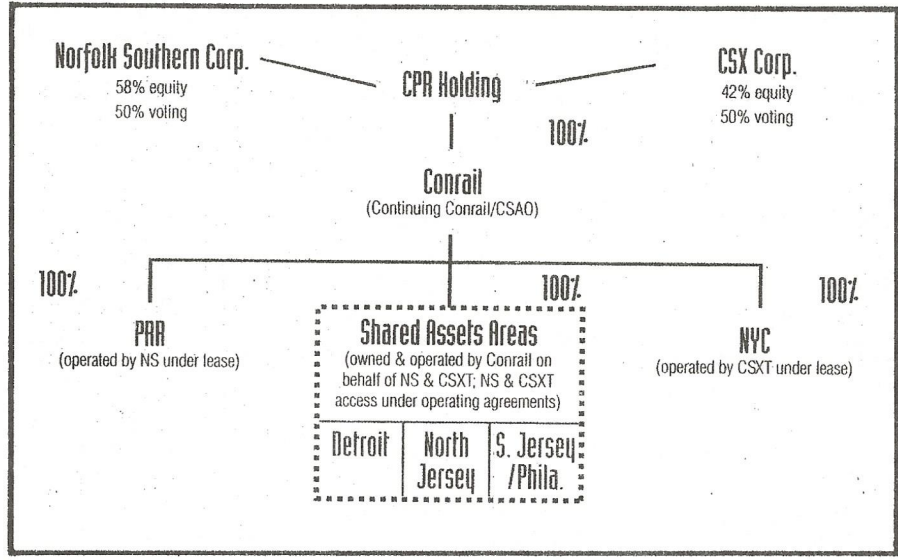 Norfolk Southern Corp.
58% equity
50% voting
CPR Holding
CSX Corp.
42% equity
50% voting
100%
Conrail
(Continuing Conrail/CSAO)
100%
100%
100%
PRR
(operated by NS under lease)
Shared Assets Areas
(owned & operated by Conrail on
behalf of NS & CSXT; NS & CSXT
access under operating agreements)
NYC
(operated by CSXT under lease)
Detroit
North
Jersey
S. Jersey
/Phila.